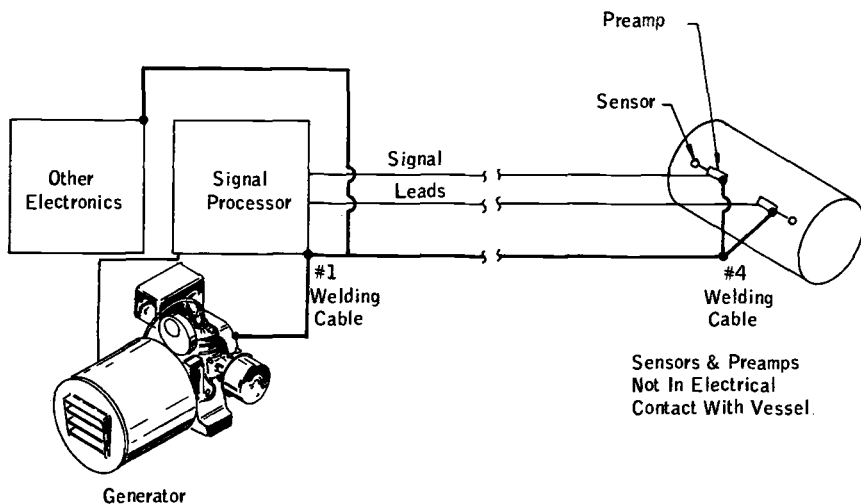 Preamp
Sensor
Other
Electronics
Signal
Processor
Signal
Leads
#1
Welding
Cable
#4
Welding
Cable
Sensors & Preamps
Not In Electrical
Contact With Vessel.
Generator